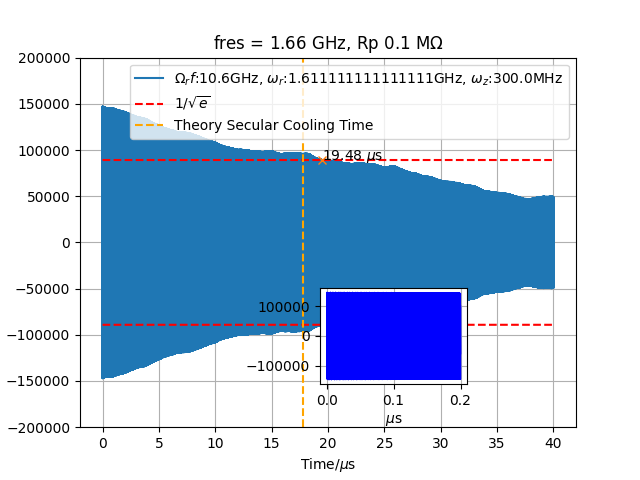 fres = 1.66 GHz, Rp 0.1 MΩ
200000
150000
100000
50000
0
−50000
−100000
−150000
−200000
Ω_rf:10.6GHz, ω_r:1.611111111111111GHz, ω_z:300.0MHz
1/√e
Theory Secular Cooling Time
19.48 μs
100000
0
−100000
0.0 0.1 0.2
μs
0 5 10 15 20 25 30 35 40
Time/μs